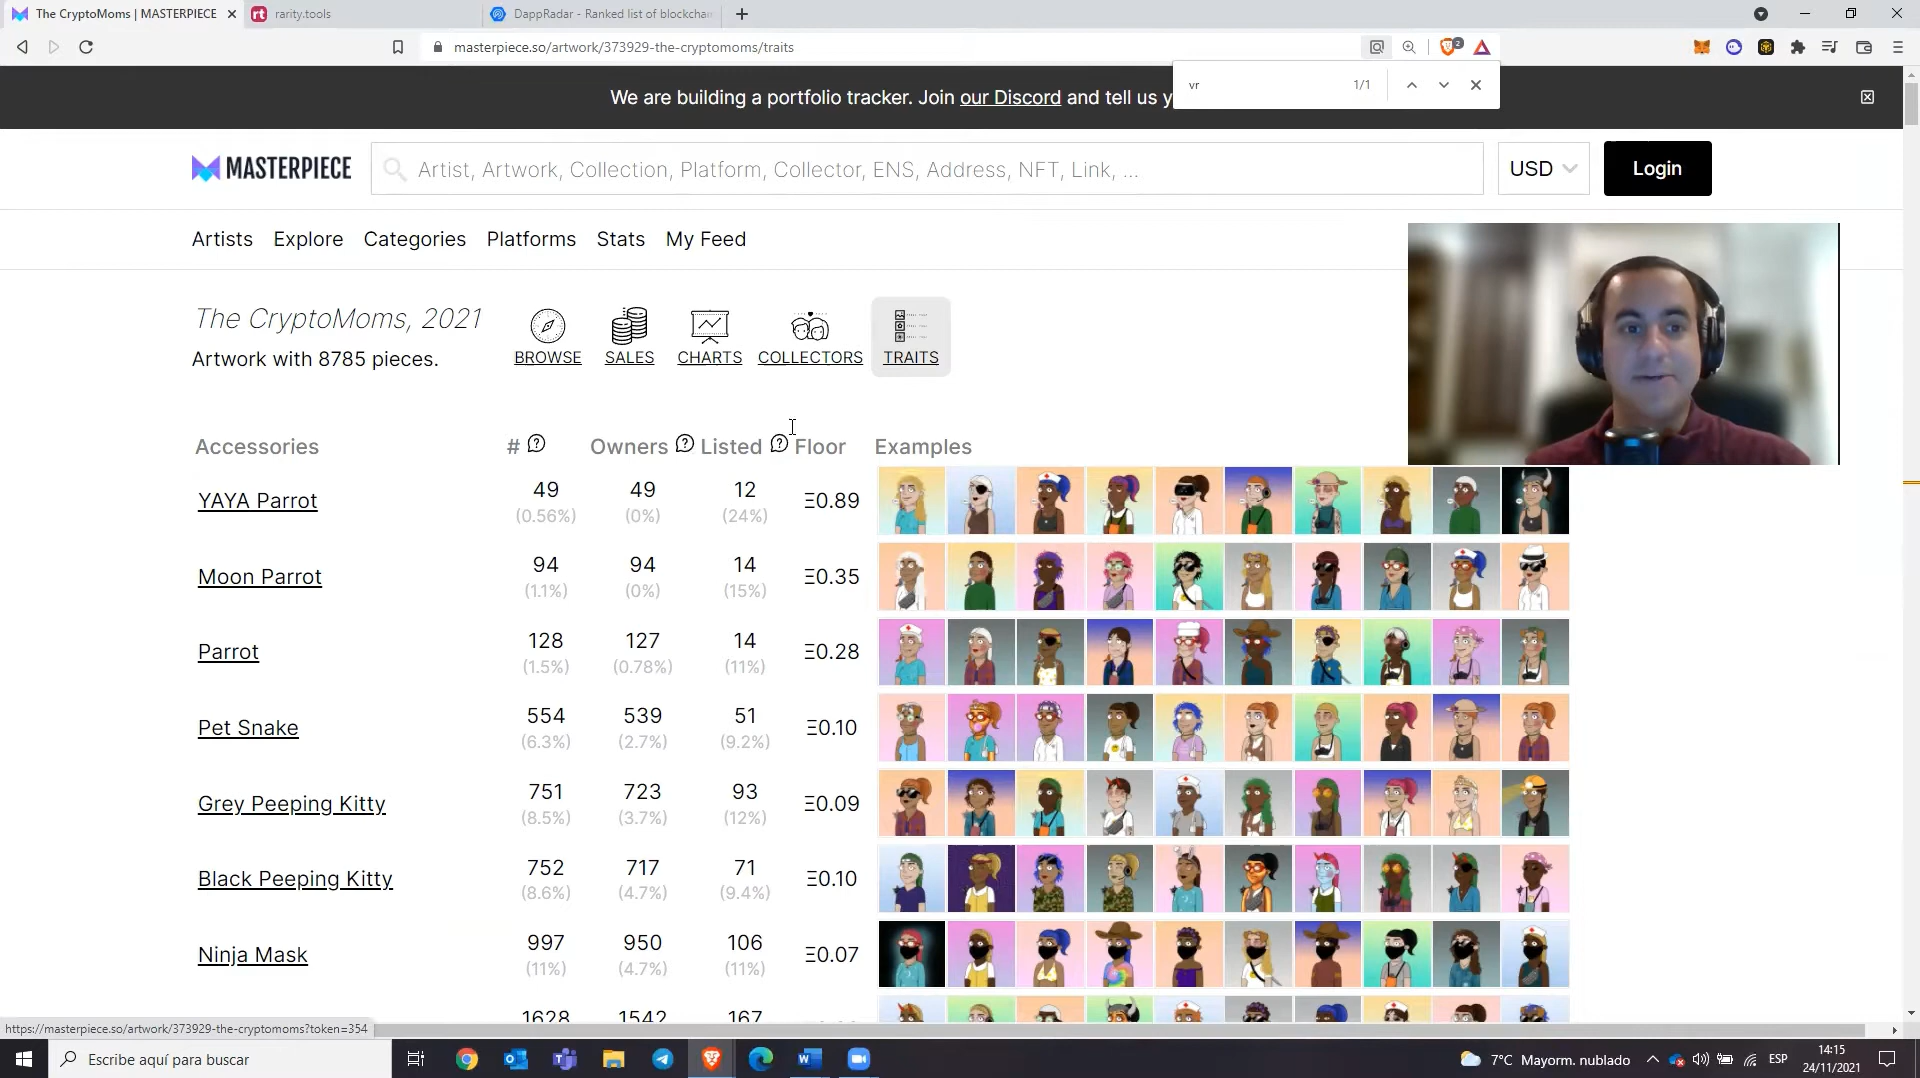 The CryptoMoms | MASTERPIECE
rarity.tools
DappRadar - Ranked list of blockchain
masterpiece.so/artwork/373929-the-cryptomoms/traits
2
vr 1/1
We are building a portfolio tracker. Join our Discord and tell us y
MASTERPIECE
Artist, Artwork, Collection, Platform, Collector, ENS, Address, NFT, Link, ...
USD
Login
Artists Explore Categories Platforms Stats My Feed
The CryptoMoms, 2021
Artwork with 8785 pieces.
BROWSE SALES CHARTS COLLECTORS TRAITS
Accessories # Owners Listed Floor Examples
YAYA Parrot 49 49 12 Ξ0.89
(0.56%) (0%) (24%)
Moon Parrot 94 94 14 Ξ0.35
(1.1%) (0%) (15%)
Parrot 128 127 14 Ξ0.28
(1.5%) (0.78%) (11%)
Pet Snake 554 539 51 Ξ0.10
(6.3%) (2.7%) (9.2%)
Grey Peeping Kitty 751 723 93 Ξ0.09
(8.5%) (3.7%) (12%)
Black Peeping Kitty 752 717 71 Ξ0.10
(8.6%) (4.7%) (9.4%)
Ninja Mask 997 950 106 Ξ0.07
(11%) (4.7%) (11%)
1628 1542 167
https://masterpiece.so/artwork/373929-the-cryptomoms?token=354
Escribe aquí para buscar
7°C Mayorm. nublado
ESP
14:15
24/11/2021